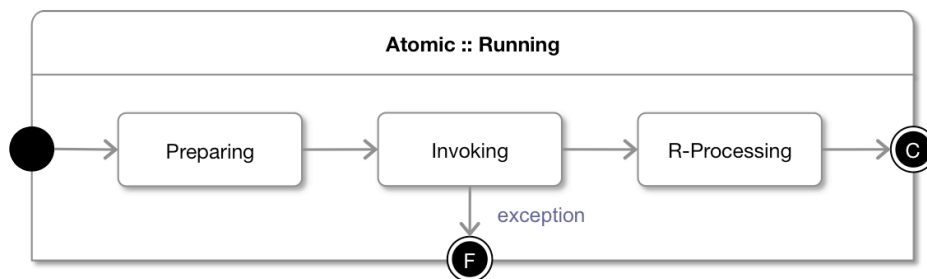 Atomic :: Running
Preparing
Invoking
R-Processing
C
exception
F